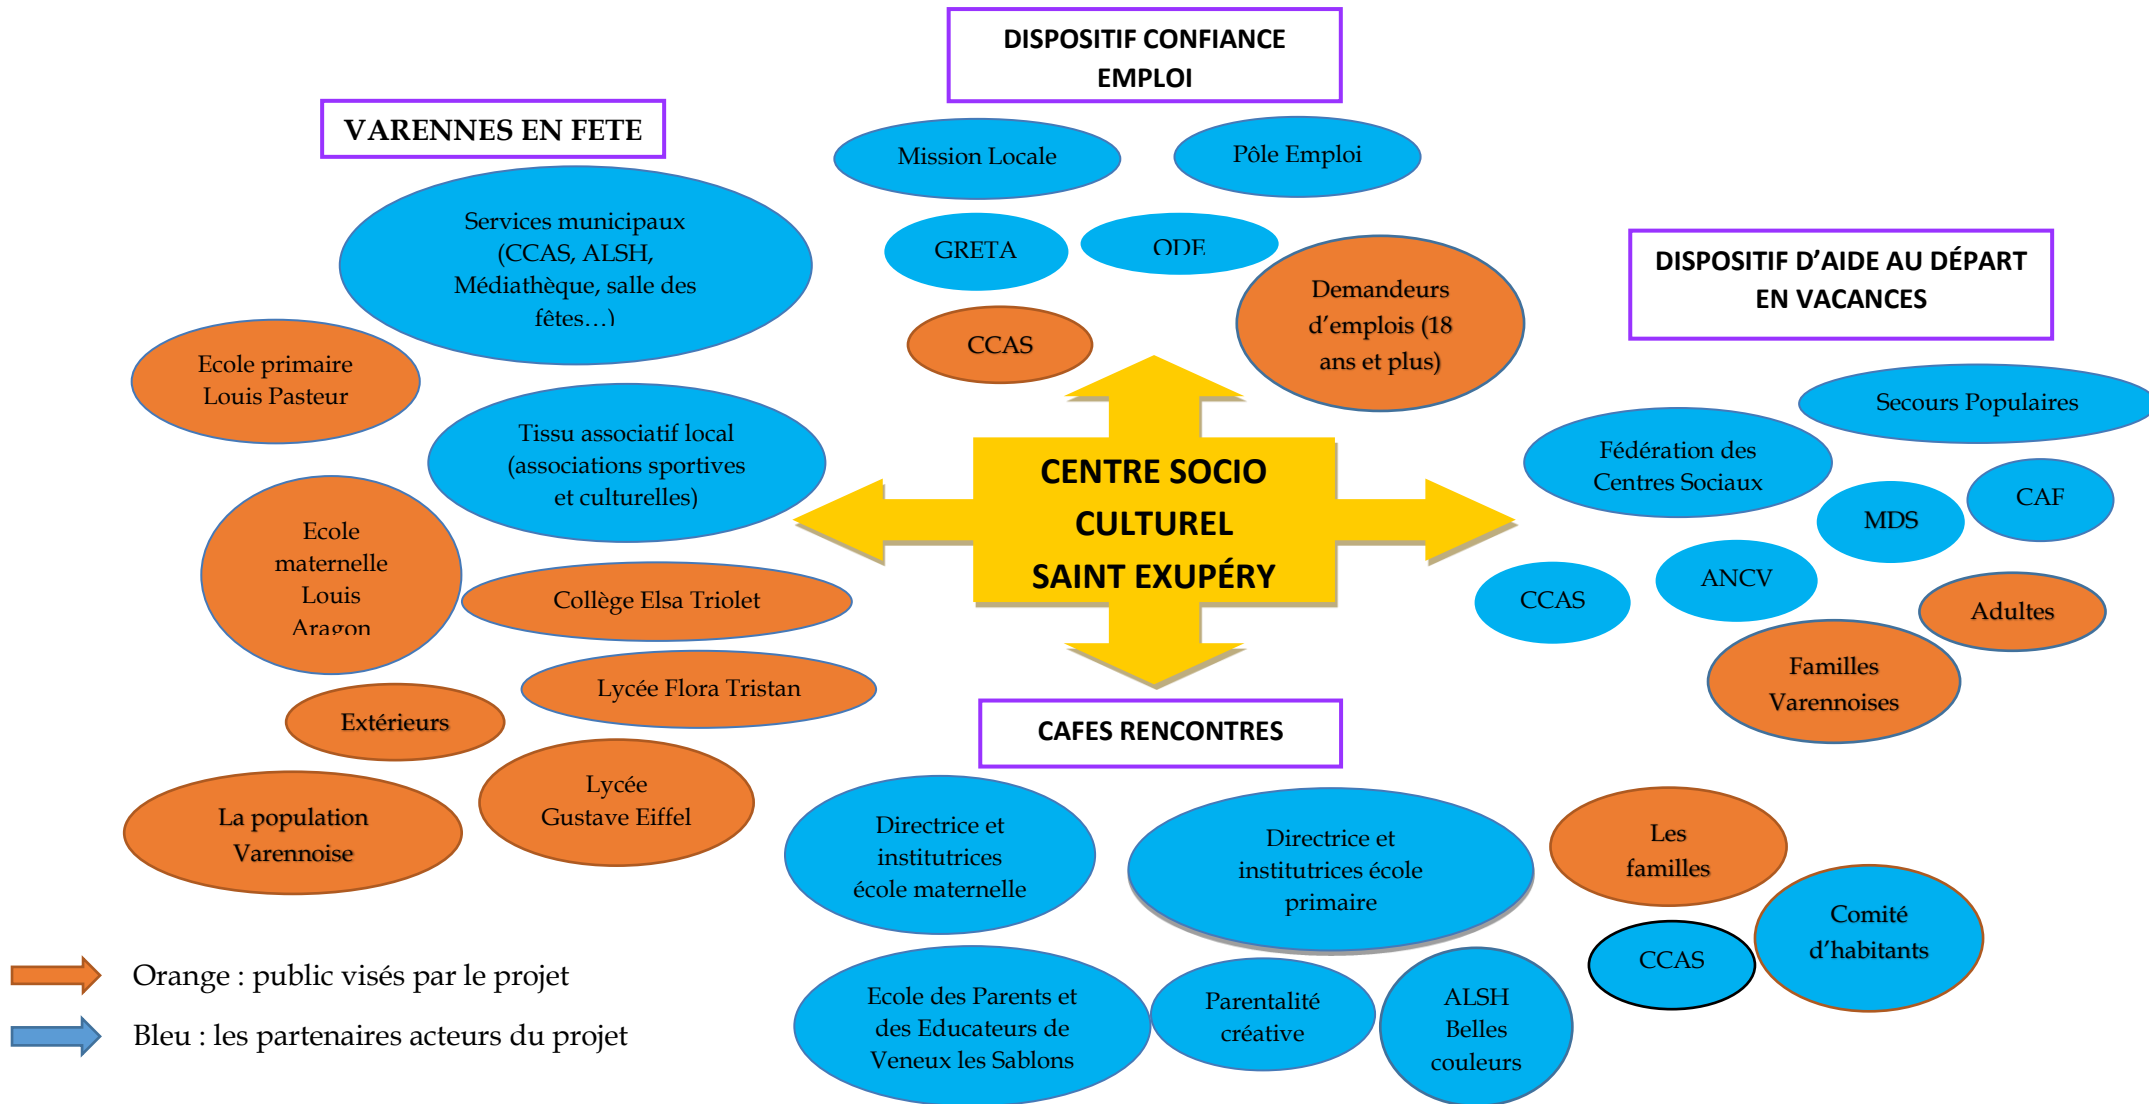 DISPOSITIF CONFIANCE
EMPLOI
VARENNES EN FETE
Services municipaux
(CCAS, ALSH,
Médiathèque, salle des
fêtes…)
Ecole primaire
Louis Pasteur
Tissu associatif local
(associations sportives
et culturelles)
Ecole
maternelle
Louis
Aragon
Collège Elsa Triolet
Lycée Flora Tristan
Extérieurs
Lycée
Gustave Eiffel
La population
Varennoise
Mission Locale
Pôle Emploi
GRETA
CCAS
Demandeurs
d’emplois (18
ans et plus)
CENTRE SOCIO
CULTUREL
SAINT EXUPÉRY
DISPOSITIF D’AIDE AU DÉPART
EN VACANCES
Secours Populaires
Fédération des
Centres Sociaux
CAF
MDS
ANCV
CCAS
Adultes
Familles
Varennoises
CAFES RENCONTRES
Directrice et
institutrices
école maternelle
Directrice et
institutrices école
primaire
Les
familles
Comité
d’habitants
CCAS
Ecole des Parents et
des Educateurs de
Veneux les Sablons
Parentalité
créative
ALSH
Belles
couleurs
Orange : public visés par le projet
Bleu : les partenaires acteurs du projet